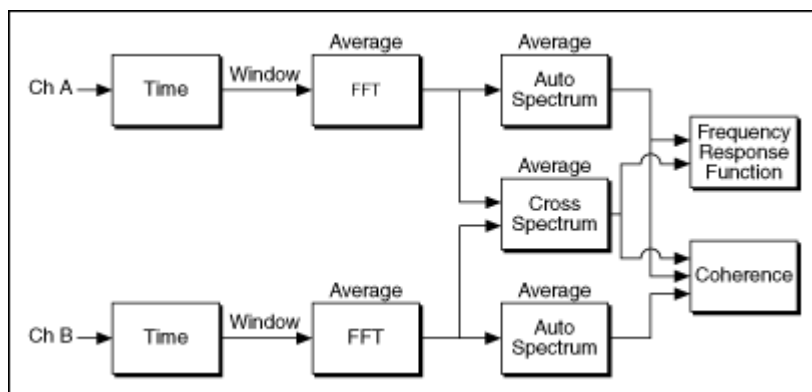 Average
Average
Ch A
Time
Window
FFT
Auto
Spectrum
Frequency
Response
Function
Average
Cross
Spectrum
Coherence
Average
Average
Ch B
Time
Window
FFT
Auto
Spectrum